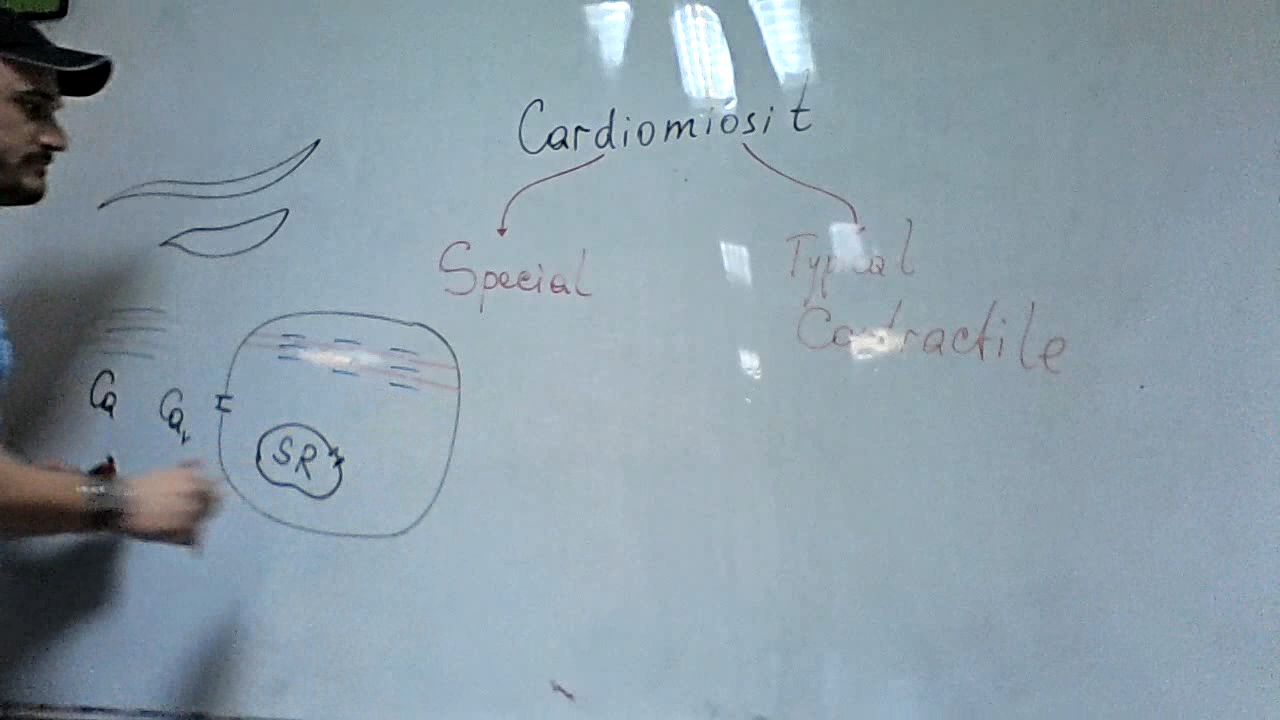 Cardiomiosit
Special
Typical
Contractile
Ca
Ca
SR